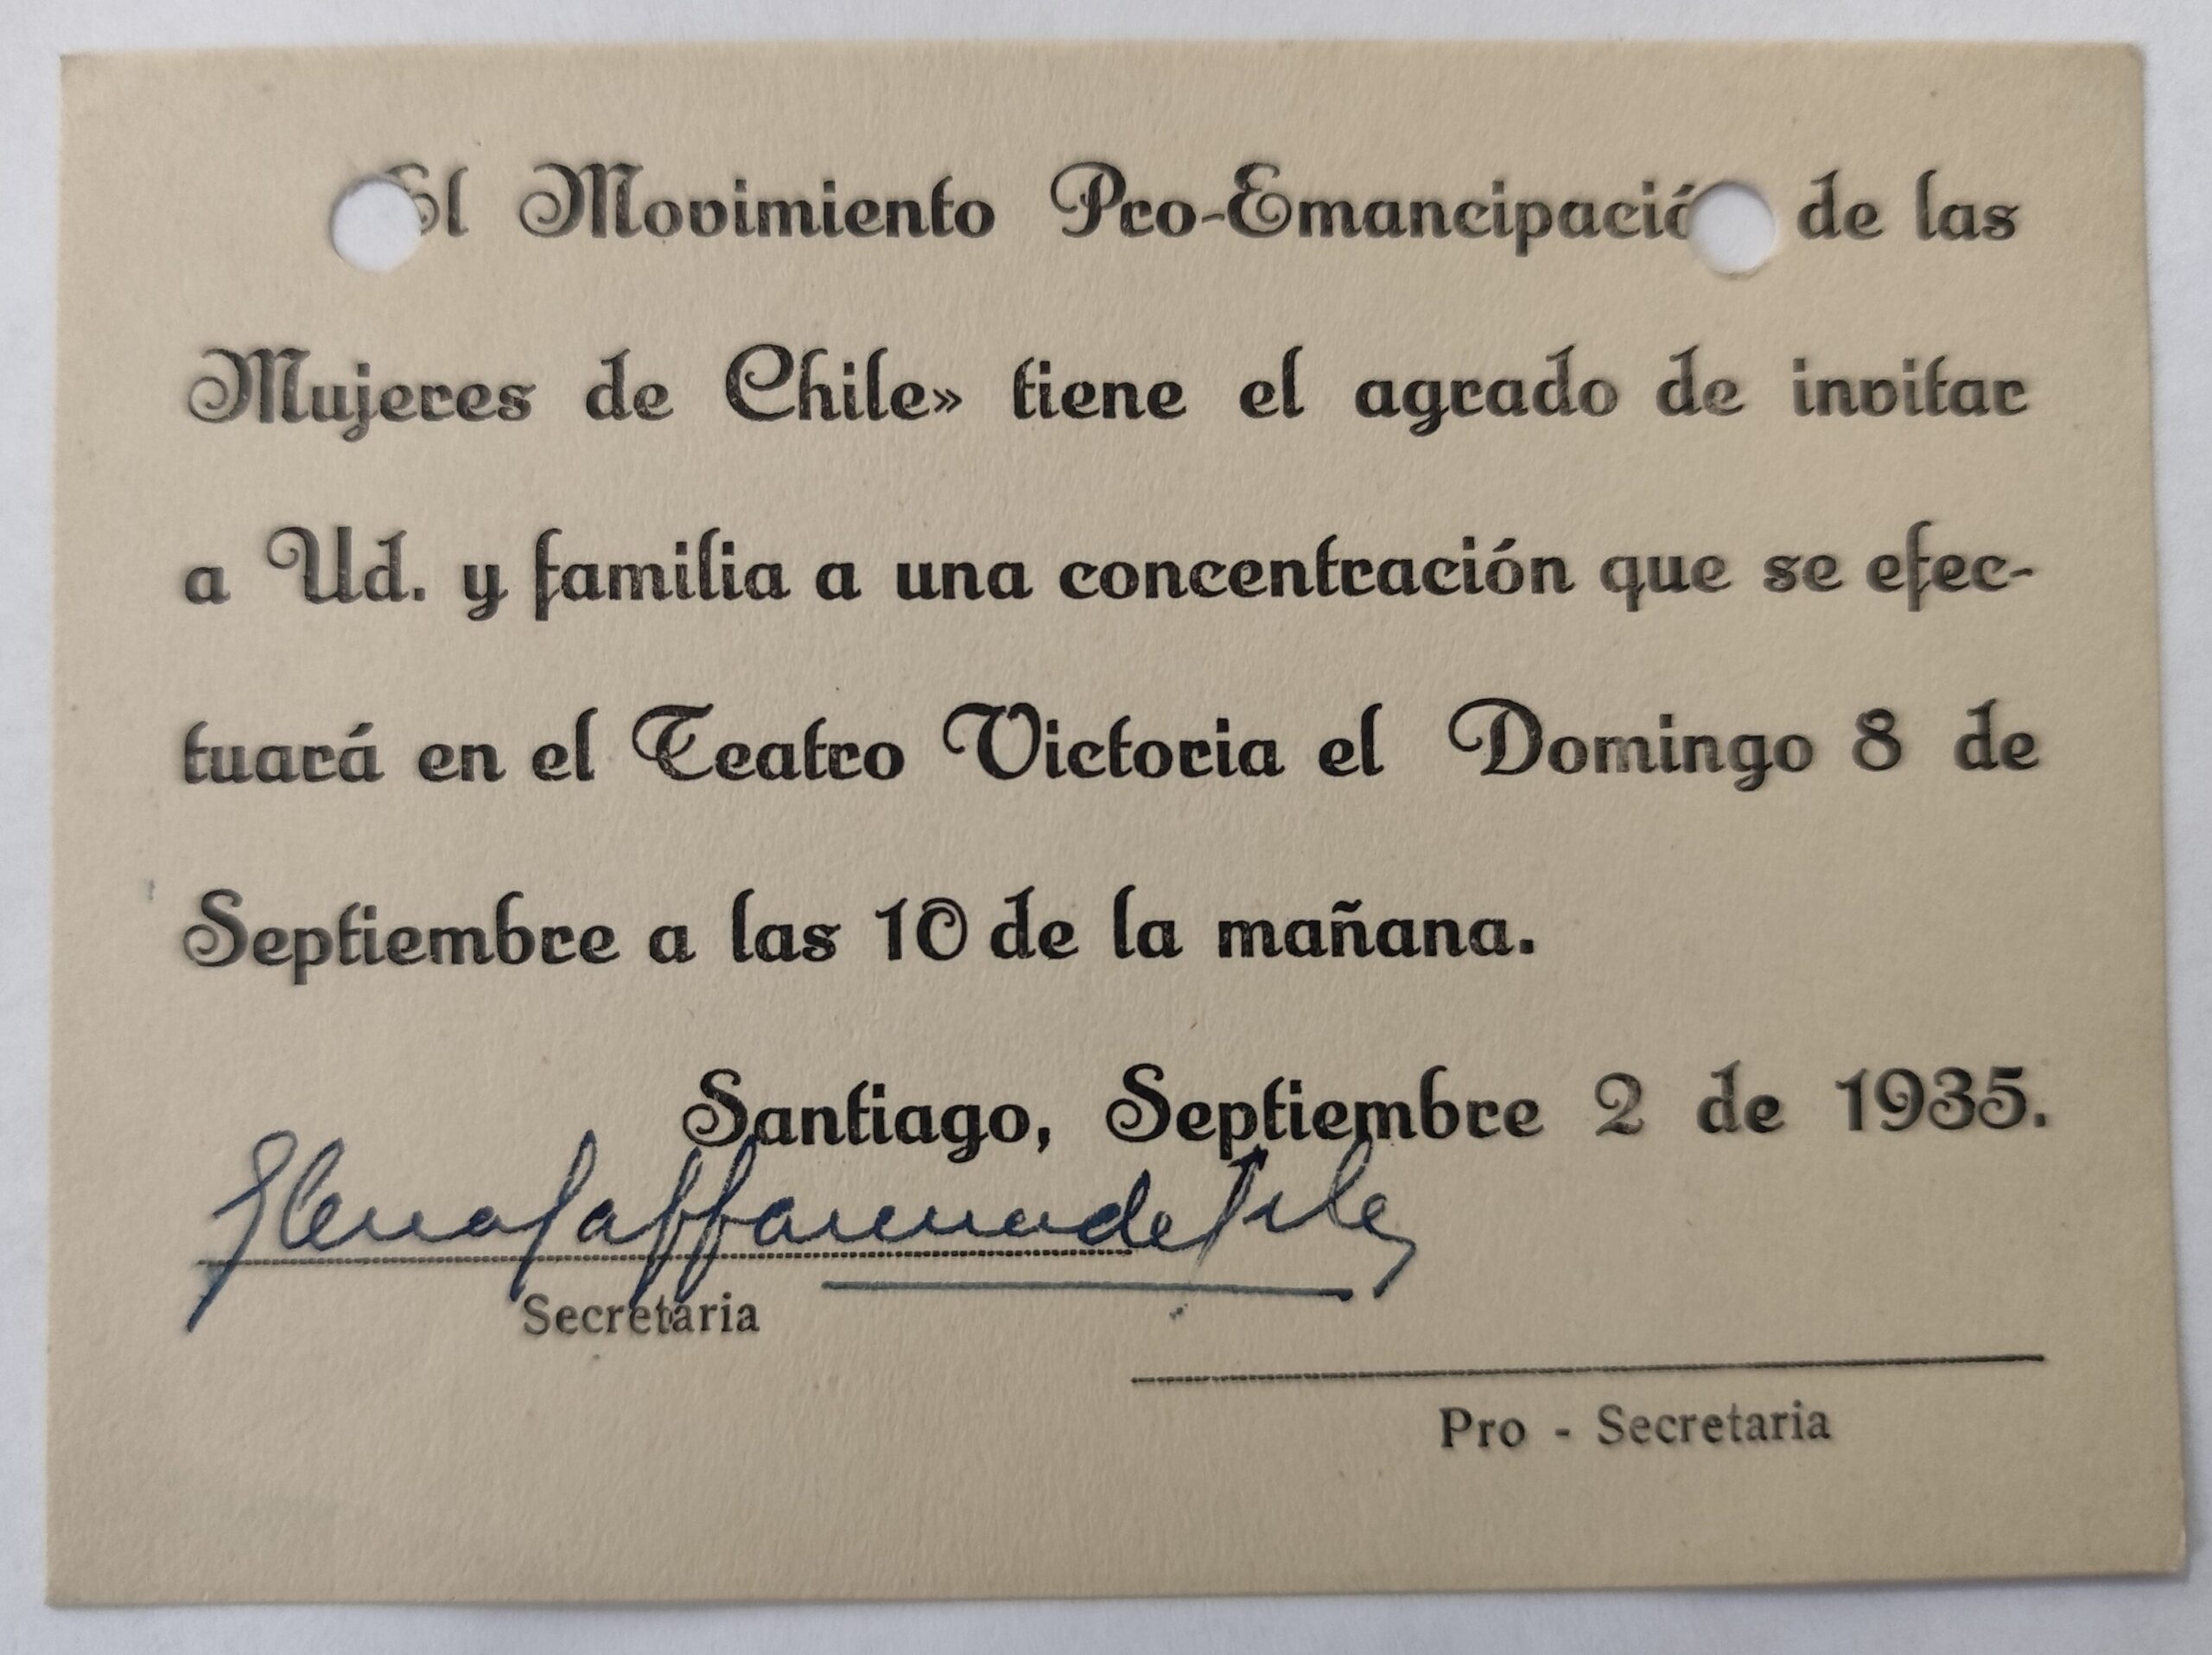 El Movimiento Pro-Emancipació de las
Mujeres de Chile» tiene el agrado de invitar
a Ud. y familia a una concentración que se efec-
tuará en el Teatro Victoria el Domingo 8 de
Septiembre a las 10 de la mañana.
Santiago, Septiembre 2 de 1935.
Elena Caffarena de Jiles
Secretaria
Pro - Secretaria